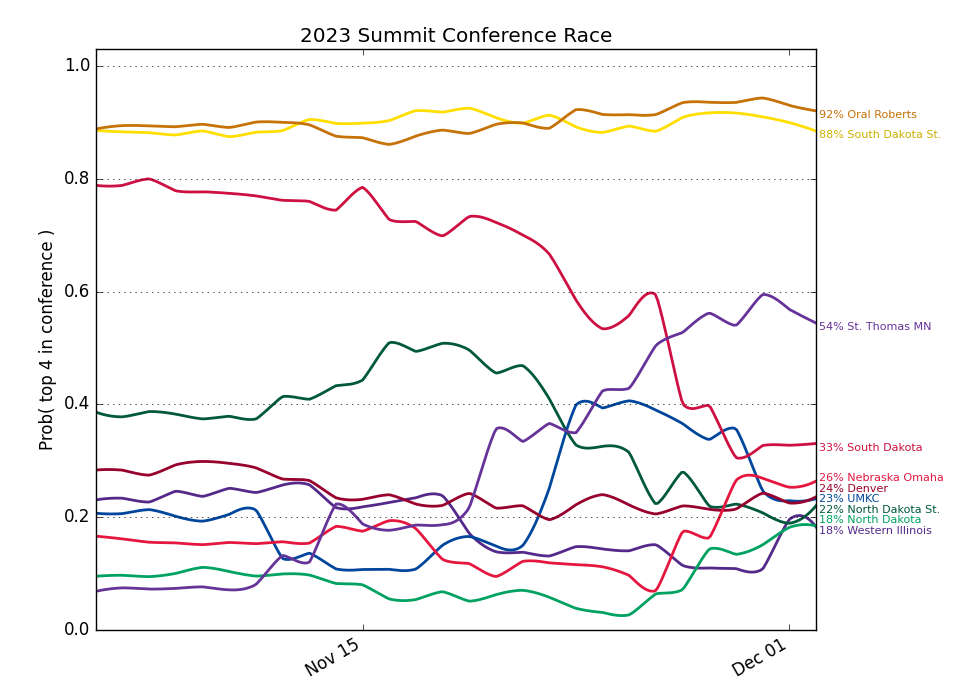 2023 Summit Conference Race
Prob( top 4 in conference )
1.0
0.8
0.6
0.4
0.2
0.0
Nov 15
Dec 01
92% Oral Roberts
88% South Dakota St.
54% St. Thomas MN
33% South Dakota
26% Nebraska Omaha
24% Denver
23% UMKC
22% North Dakota St.
18% North Dakota
18% Western Illinois